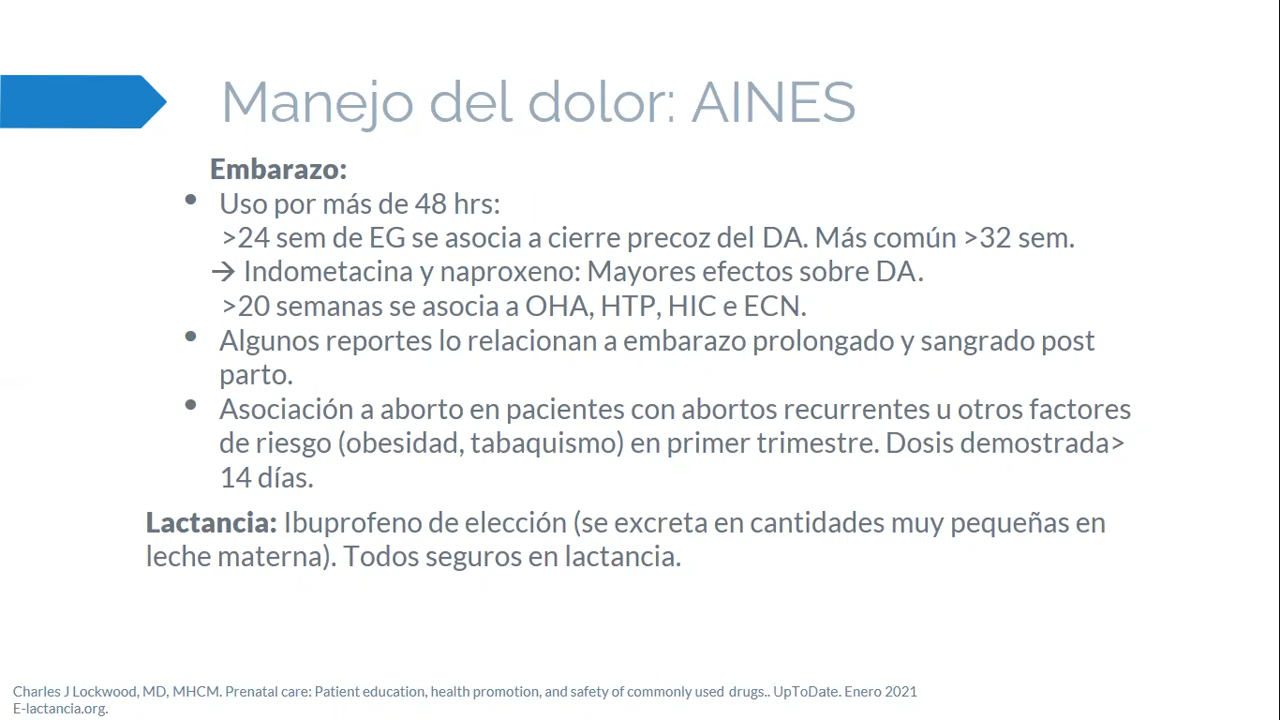 Manejo del dolor: AINES
Embarazo:
• Uso por más de 48 hrs:
>24 sem de EG se asocia a cierre precoz del DA. Más común >32 sem.
→ Indometacina y naproxeno: Mayores efectos sobre DA.
>20 semanas se asocia a OHA, HTP, HIC e ECN.
• Algunos reportes lo relacionan a embarazo prolongado y sangrado post
parto.
• Asociación a aborto en pacientes con abortos recurrentes u otros factores
de riesgo (obesidad, tabaquismo) en primer trimestre. Dosis demostrada>
14 días.
Lactancia: Ibuprofeno de elección (se excreta en cantidades muy pequeñas en
leche materna). Todos seguros en lactancia.
Charles J Lockwood, MD, MHCM. Prenatal care: Patient education, health promotion, and safety of commonly used drugs.. UpToDate. Enero 2021
E-lactancia.org.